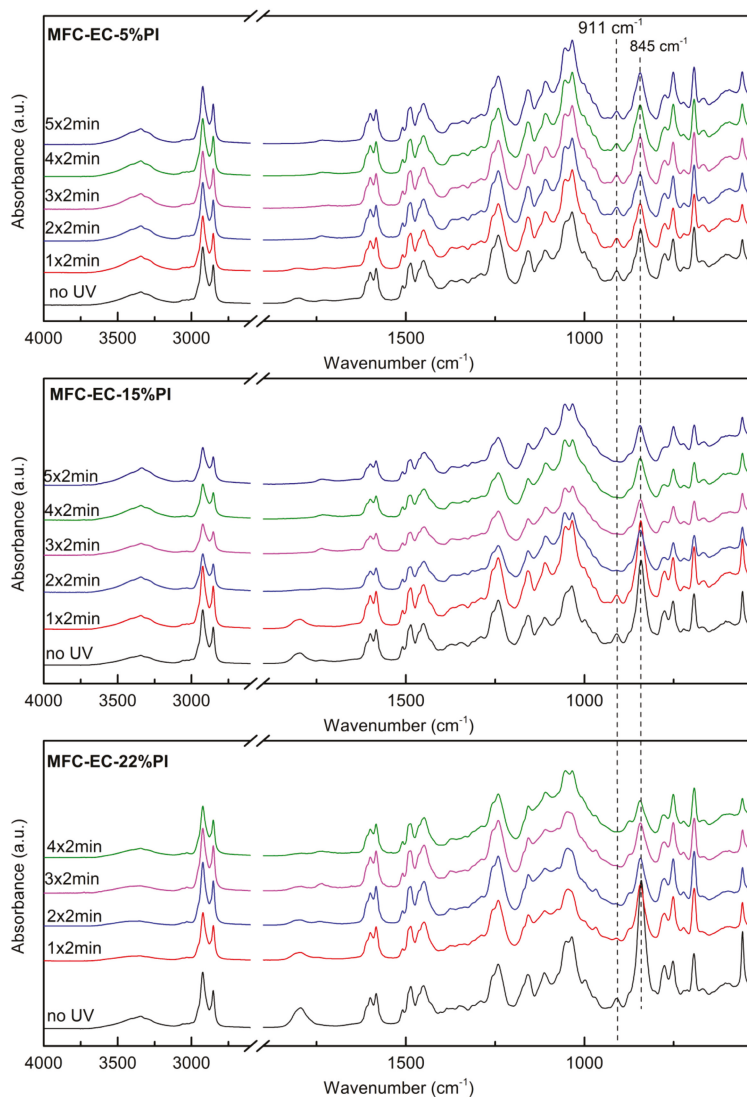 MFC-EC-5%PI
911 cm⁻¹
845 cm⁻¹
Absorbance (a.u.)
5x2min
4x2min
3x2min
2x2min
1x2min
no UV
4000 3500 3000 1500 1000
Wavenumber (cm⁻¹)
MFC-EC-15%PI
Absorbance (a.u.)
5x2min
4x2min
3x2min
2x2min
1x2min
no UV
4000 3500 3000 1500 1000
Wavenumber (cm⁻¹)
MFC-EC-22%PI
Absorbance (a.u.)
4x2min
3x2min
2x2min
1x2min
no UV
4000 3500 3000 1500 1000
Wavenumber (cm⁻¹)